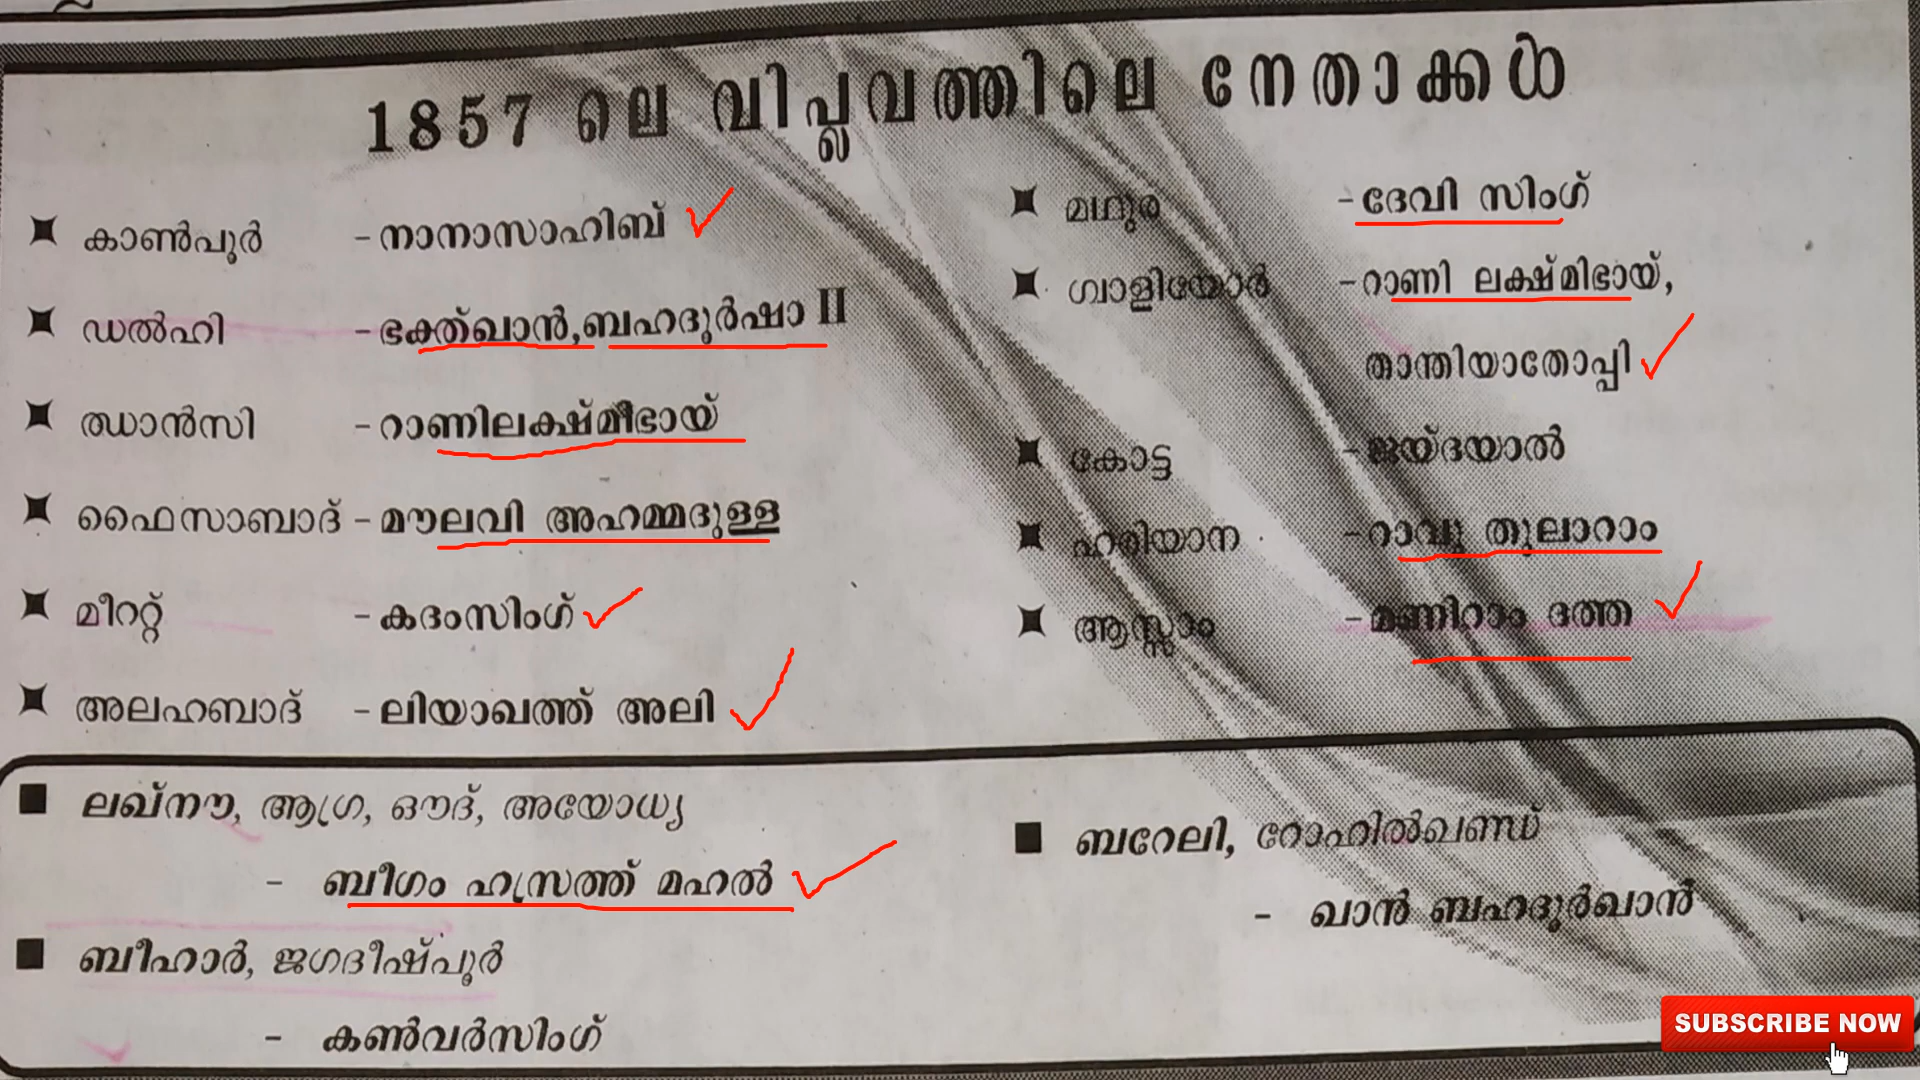 1857 ലെ വിപ്ലവത്തിലെ നേതാക്കൾ
കാൺപൂർ - നാനാസാഹിബ്
ഡൽഹി - ഭക്ത്ഖാൻ,ബഹദൂർഷാ II
ഝാൻസി - റാണിലക്ഷ്മീഭായ്
ഫൈസാബാദ് - മൗലവി അഹമ്മദുള്ള
മീററ്റ് - കദംസിംഗ്
അലഹബാദ് - ലിയാഖത്ത് അലി
മഥുര - ദേവി സിംഗ്
ഗ്വാളിയോർ - റാണി ലക്ഷ്മിഭായ്,
താന്തിയാതോപ്പി
കോട്ട - ജയ്ദയാൽ
ഹരിയാന - റാവു തുലാറാം
ആസ്സാം - മണിറാം ദത്ത
ലഖ്നൗ, ആഗ്ര, ഔദ്, അയോധ്യ
- ബീഗം ഹസ്രത്ത് മഹൽ
ബീഹാർ, ജഗദീഷ്പൂർ
- കൺവർസിംഗ്
ബറേലി, റോഹിൽഖണ്ഡ്
- ഖാൻ ബഹദൂർഖാൻ
SUBSCRIBE NOW